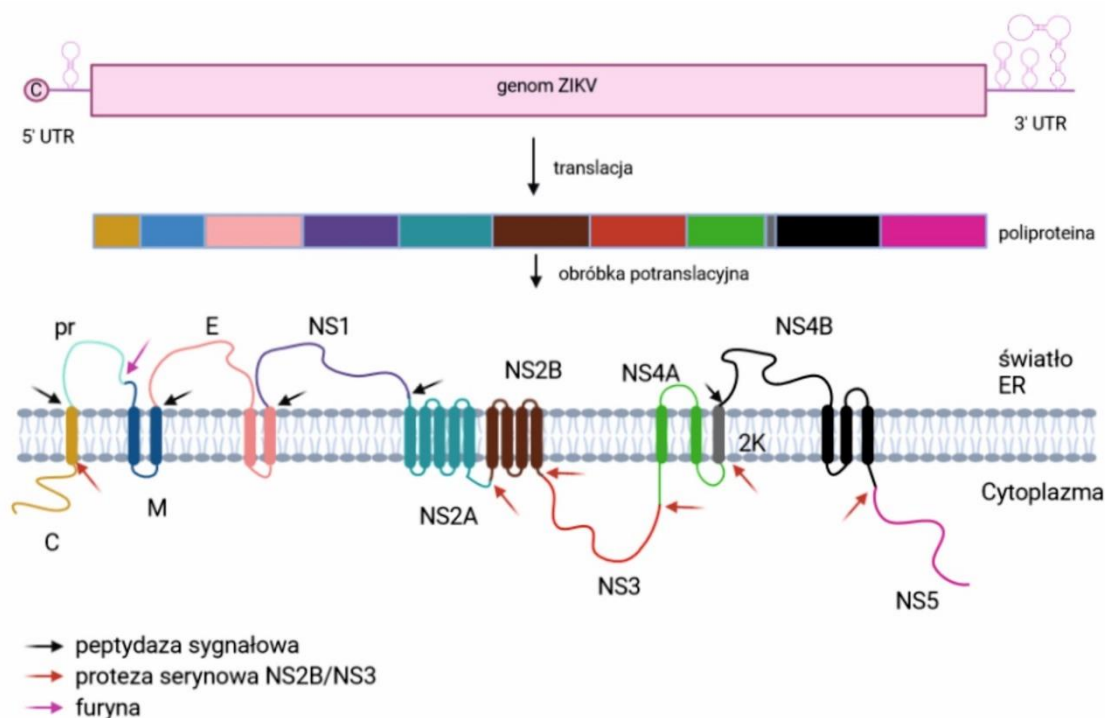 genom ZIKV
C
5' UTR
3' UTR
translacja
poliproteina
obróbka potranslacyjna
pr
E
NS1
NS4B
światło
ER
NS2B
NS4A
2K
Cytoplazma
M
NS2A
C
NS3
NS5
peptydaza sygnałowa
proteza serynowa NS2B/NS3
furyna